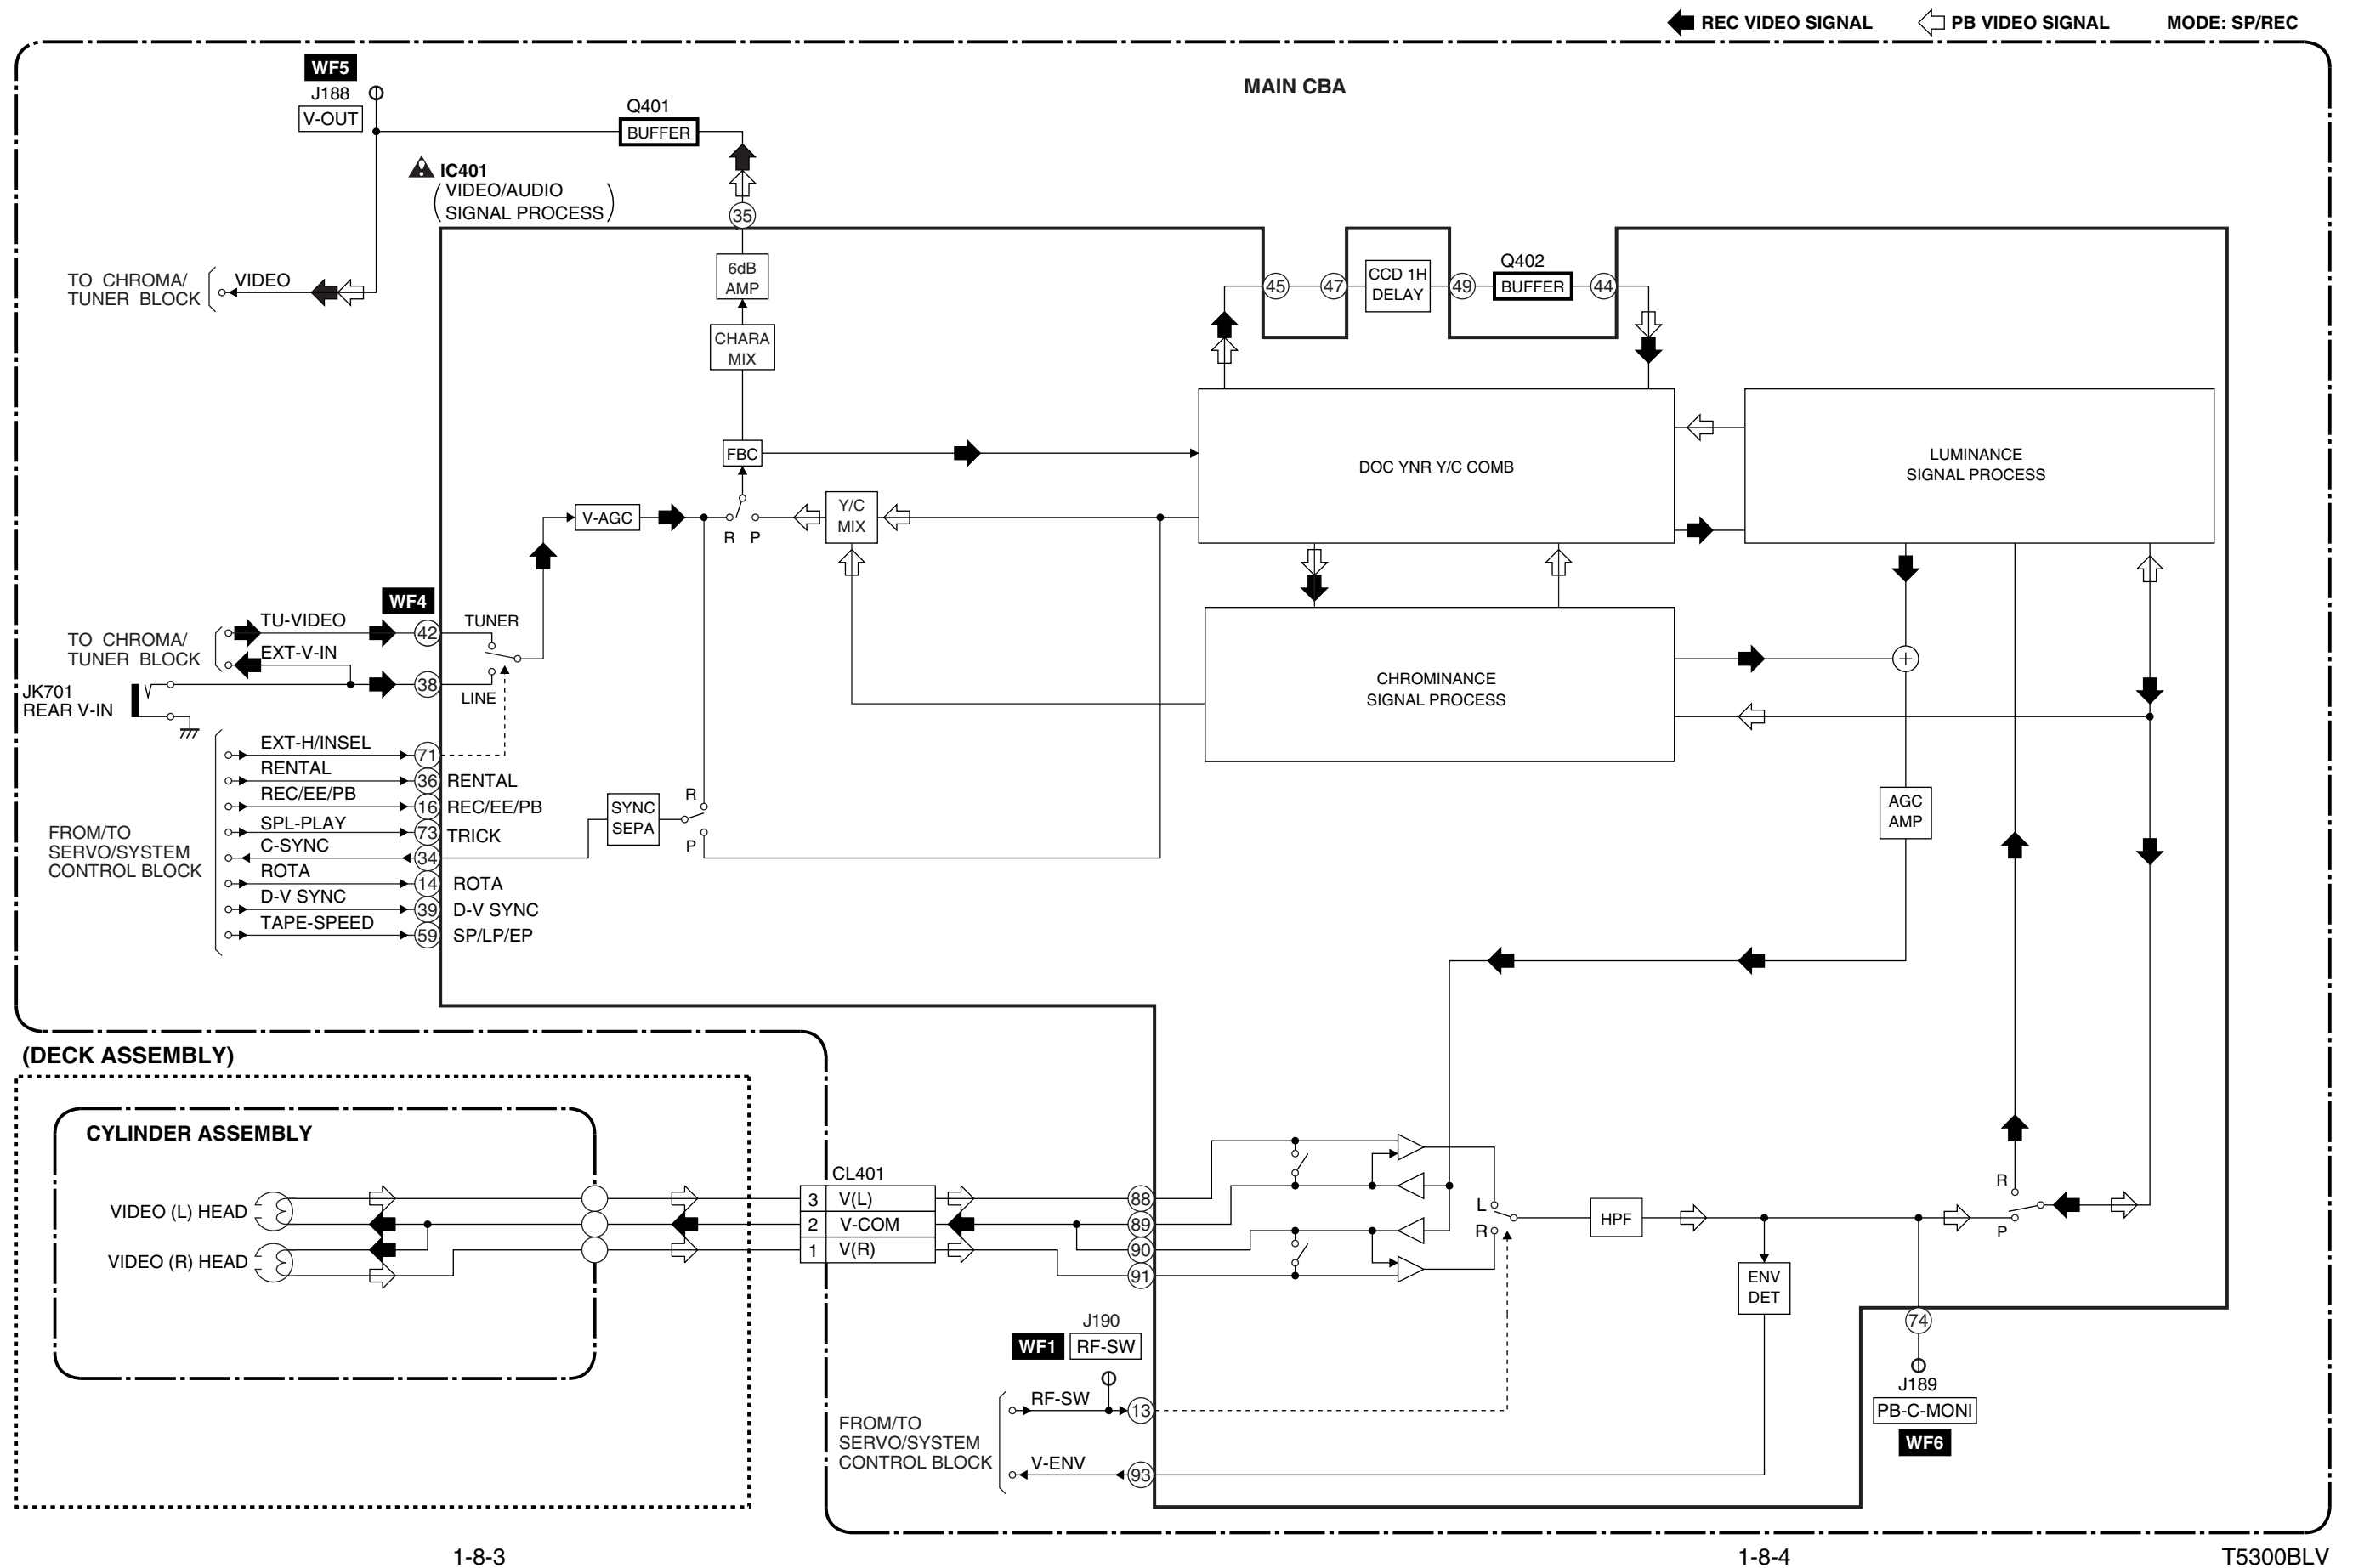 REC VIDEO SIGNAL
PB VIDEO SIGNAL
MODE: SP/REC
MAIN CBA
WF5
J188
V-OUT
Q401
BUFFER
IC401
VIDEO/AUDIO
SIGNAL PROCESS
35
6dB
AMP
CHARA
MIX
FBC
TO CHROMA/
TUNER BLOCK
VIDEO
45
47
CCD 1H
DELAY
49
Q402
BUFFER
44
DOC YNR Y/C COMB
LUMINANCE
SIGNAL PROCESS
V-AGC
R
P
Y/C
MIX
WF4
TO CHROMA/
TUNER BLOCK
TU-VIDEO
42
TUNER
EXT-V-IN
38
LINE
JK701
REAR V-IN
CHROMINANCE
SIGNAL PROCESS
+
FROM/TO
SERVO/SYSTEM
CONTROL BLOCK
EXT-H/INSEL
71
RENTAL
36
RENTAL
REC/EE/PB
16
REC/EE/PB
SPL-PLAY
73
TRICK
C-SYNC
34
ROTA
14
ROTA
D-V SYNC
39
D-V SYNC
TAPE-SPEED
59
SP/LP/EP
SYNC
SEPA
R
P
AGC
AMP
(DECK ASSEMBLY)
CYLINDER ASSEMBLY
VIDEO (L) HEAD
VIDEO (R) HEAD
CL401
3 V(L)
2 V-COM
1 V(R)
88
89
90
91
L
R
HPF
R
P
ENV
DET
74
J189
PB-C-MONI
WF6
J190
WF1
RF-SW
FROM/TO
SERVO/SYSTEM
CONTROL BLOCK
RF-SW
13
V-ENV
93
1-8-3
1-8-4
T5300BLV